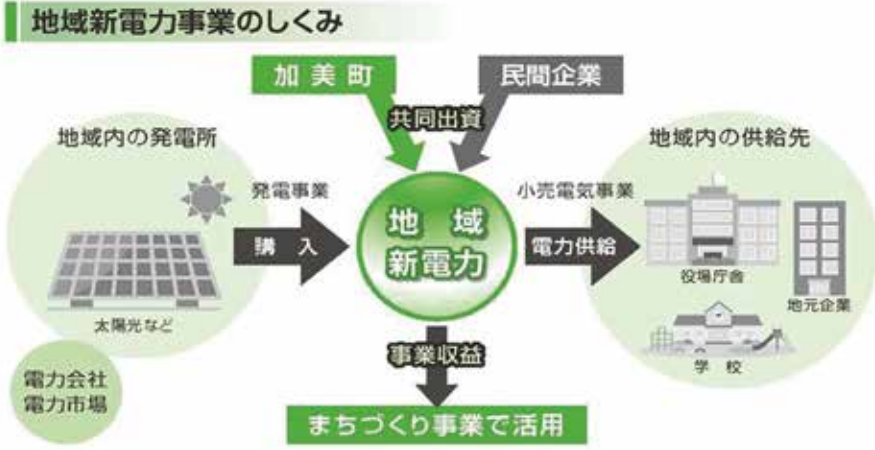 地域新電力事業のしくみ
加美町
民間企業
共同出資
地域内の発電所
発電事業
購入
太陽光など
電力会社
電力市場
地域
新電力
小売電気事業
電力供給
地域内の供給先
役場庁舎
地元企業
学校
事業収益
まちづくり事業で活用